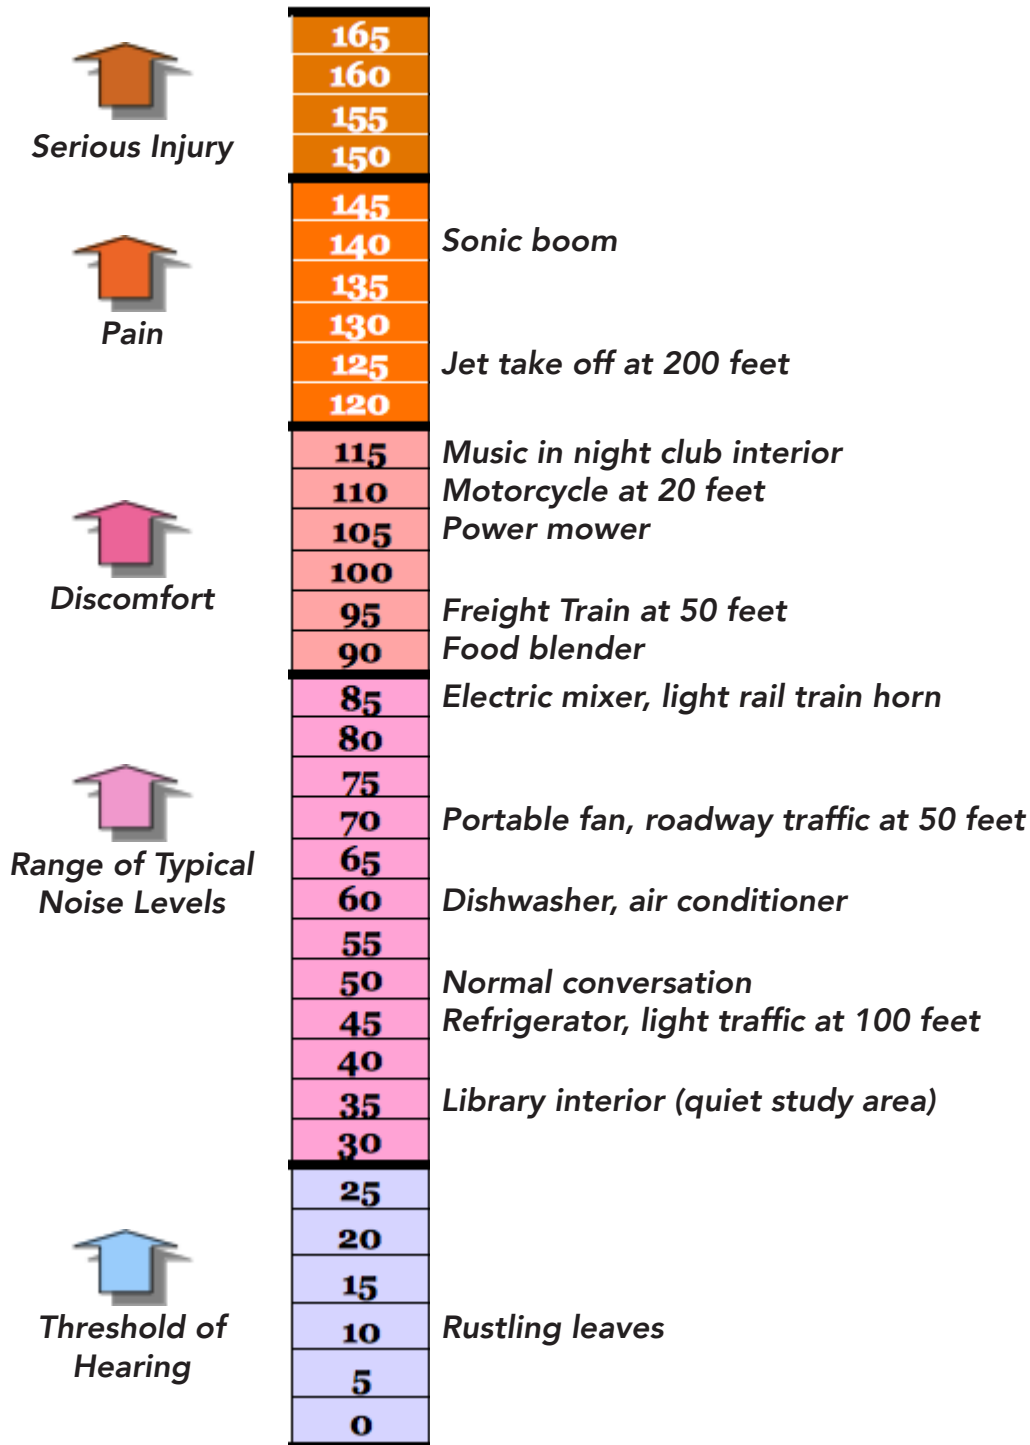 165
160
155
150
Serious Injury
145
140 Sonic boom
135
130
Pain
125 Jet take off at 200 feet
120
115 Music in night club interior
110 Motorcycle at 20 feet
105 Power mower
100
Discomfort
95 Freight Train at 50 feet
90 Food blender
85 Electric mixer, light rail train horn
80
75
70 Portable fan, roadway traffic at 50 feet
65
Range of Typical
Noise Levels
60 Dishwasher, air conditioner
55
50 Normal conversation
45 Refrigerator, light traffic at 100 feet
40
35 Library interior (quiet study area)
30
25
20
15
10 Rustling leaves
Threshold of
Hearing
5
0